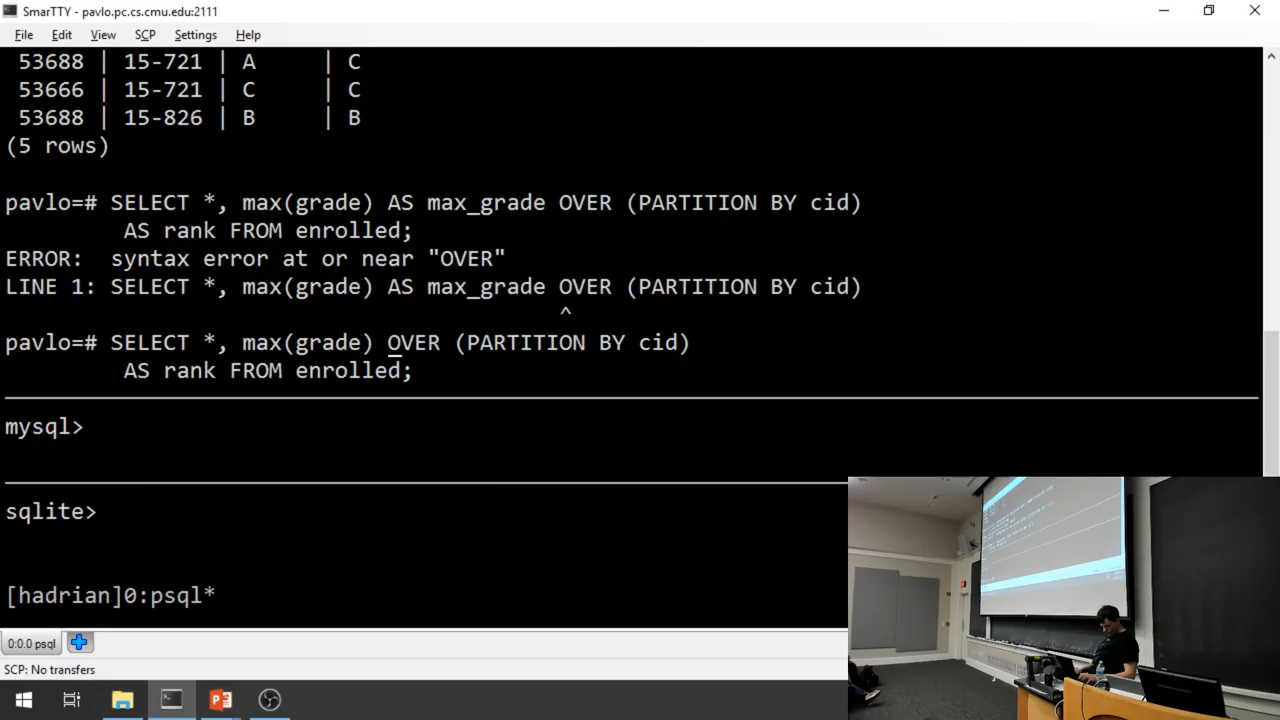 SmarTTY - pavlo.pc.cs.cmu.edu:2111
File Edit View SCP Settings Help
53688 | 15-721 | A | C
53666 | 15-721 | C | C
53688 | 15-826 | B | B
(5 rows)
pavlo=# SELECT *, max(grade) AS max_grade OVER (PARTITION BY cid)
AS rank FROM enrolled;
ERROR: syntax error at or near "OVER"
LINE 1: SELECT *, max(grade) AS max_grade OVER (PARTITION BY cid)
^
pavlo=# SELECT *, max(grade) OVER (PARTITION BY cid)
AS rank FROM enrolled;
mysql>
sqlite>
[hadrian]0:psql*
0:0.0 psql
SCP: No transfers